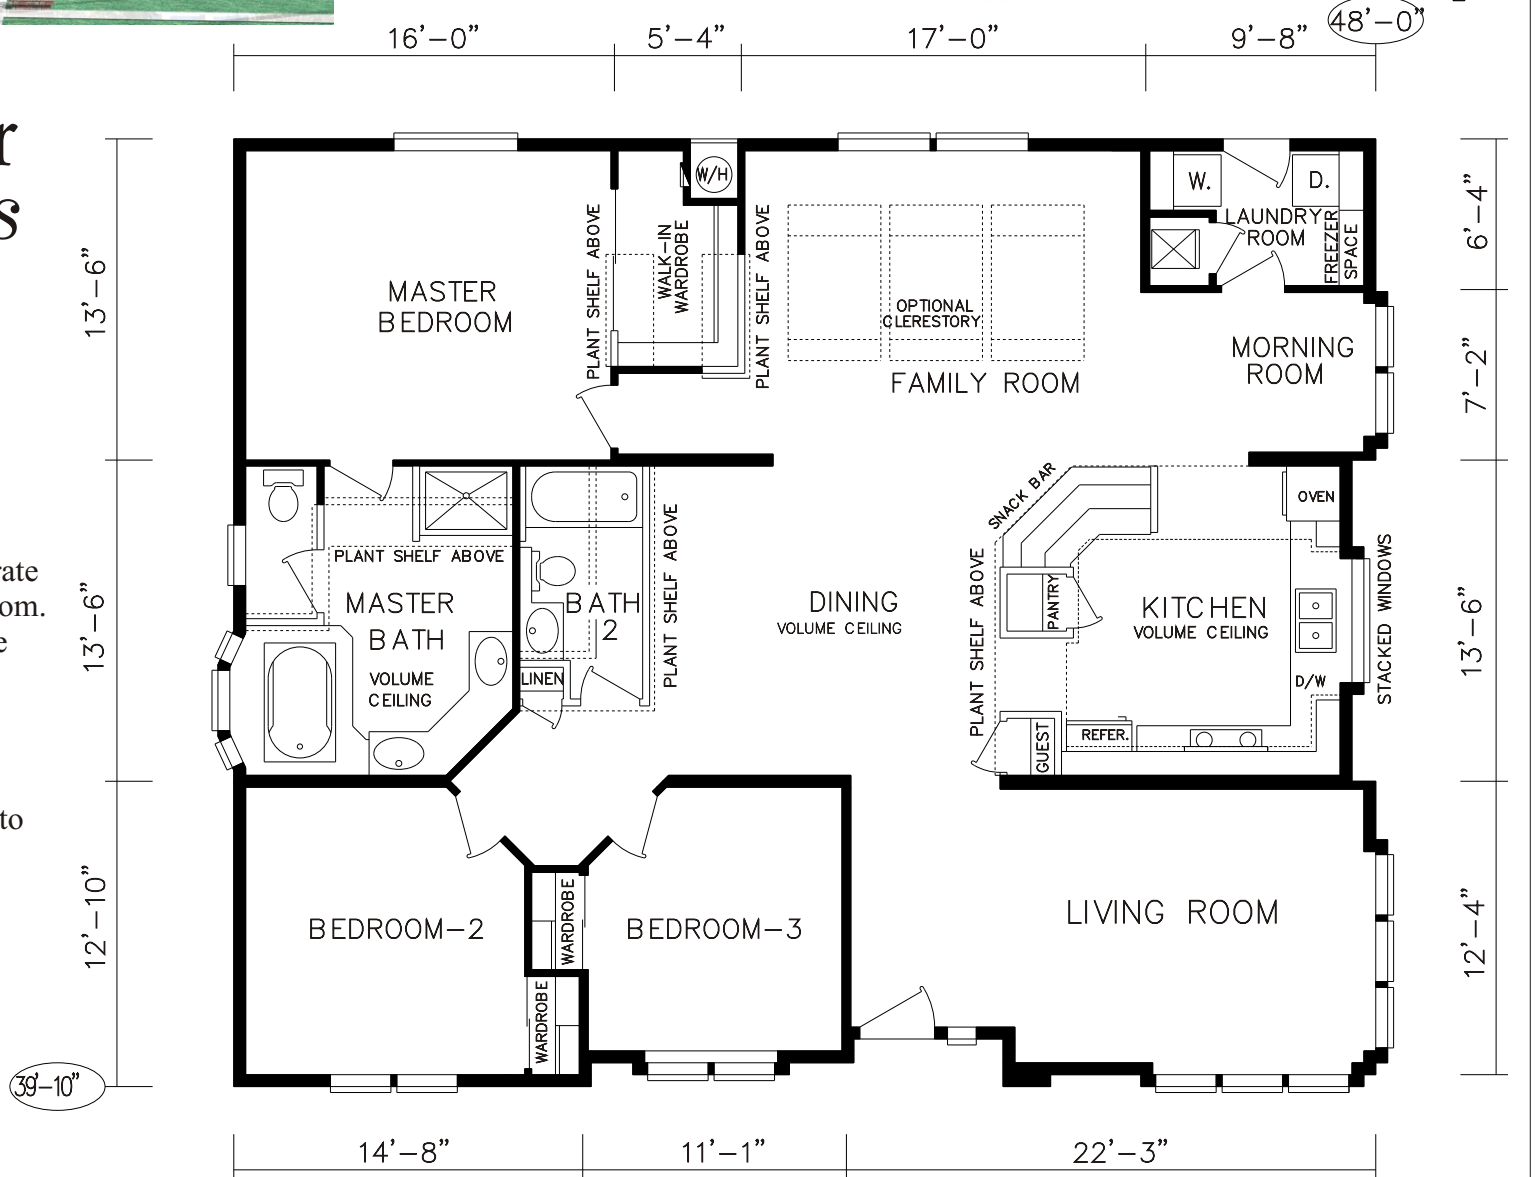 48'-0"
16'-0"
5'-4"
17'-0"
9'-8"
r
s
rate
om.
e
to
13'-6"
13'-6"
12'-10"
39'-10"
MASTER
BEDROOM
PLANT SHELF ABOVE
WALK-IN
WARDROBE
W/H
PLANT SHELF ABOVE
OPTIONAL
CLERESTORY
FAMILY ROOM
W.
D.
LAUNDRY
ROOM
FREEZER
SPACE
MORNING
ROOM
6'-4"
7'-2"
13'-6"
12'-4"
PLANT SHELF ABOVE
MASTER
BATH
VOLUME
CEILING
BATH
2
LINEN
PLANT SHELF ABOVE
DINING
VOLUME CEILING
SNACK BAR
PLANT SHELF ABOVE
PANTRY
KITCHEN
VOLUME CEILING
OVEN
STACKED WINDOWS
D/W
REFER.
GUEST
BEDROOM-2
WARDROBE
WARDROBE
BEDROOM-3
LIVING ROOM
14'-8"
11'-1"
22'-3"